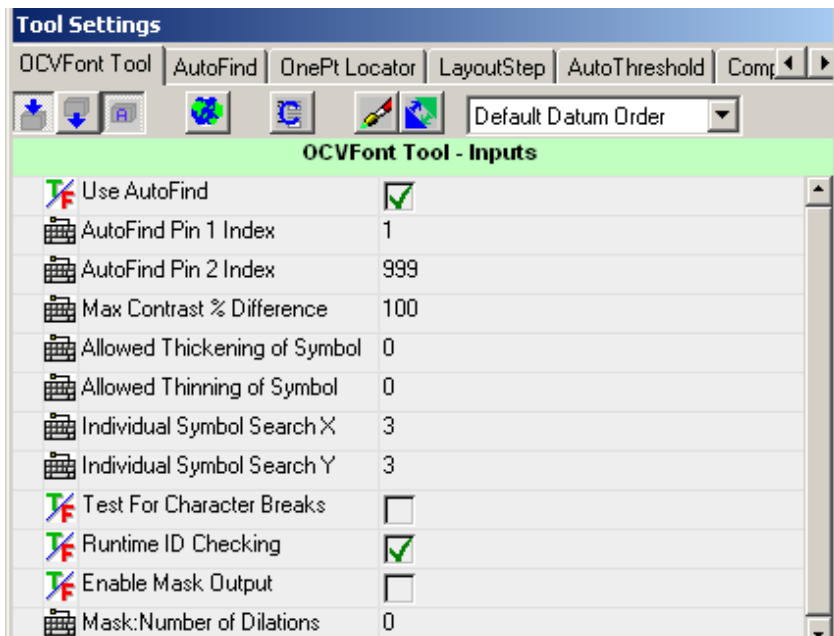 Tool Settings
OCVFont Tool AutoFind OnePt Locator LayoutStep AutoThreshold Comp
Default Datum Order
OCVFont Tool - Inputs
Use AutoFind
AutoFind Pin 1 Index 1
AutoFind Pin 2 Index 999
Max Contrast % Difference 100
Allowed Thickening of Symbol 0
Allowed Thinning of Symbol 0
Individual Symbol Search X 3
Individual Symbol Search Y 3
Test For Character Breaks
Runtime ID Checking
Enable Mask Output
Mask:Number of Dilations 0